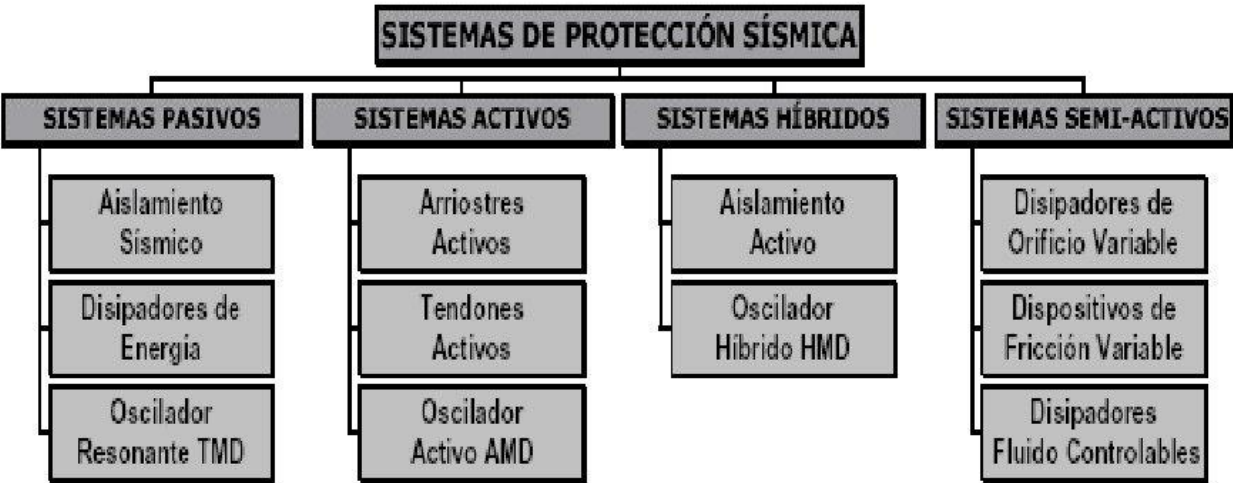 SISTEMAS DE PROTECCIÓN SÍSMICA
SISTEMAS PASIVOS
Aislamiento
Sísmico
Disipadores de
Energia
Oscilador
Resonante TMD
SISTEMAS ACTIVOS
Arriostres
Activos
Tendones
Activos
Oscilador
Activo AMD
SISTEMAS HÍBRIDOS
Aislamiento
Activo
Oscilador
Híbrido HMD
SISTEMAS SEMI-ACTIVOS
Disipadores de
Orificio Variable
Dispositivos de
Fricción Variable
Disipadores
Fluido Controlables